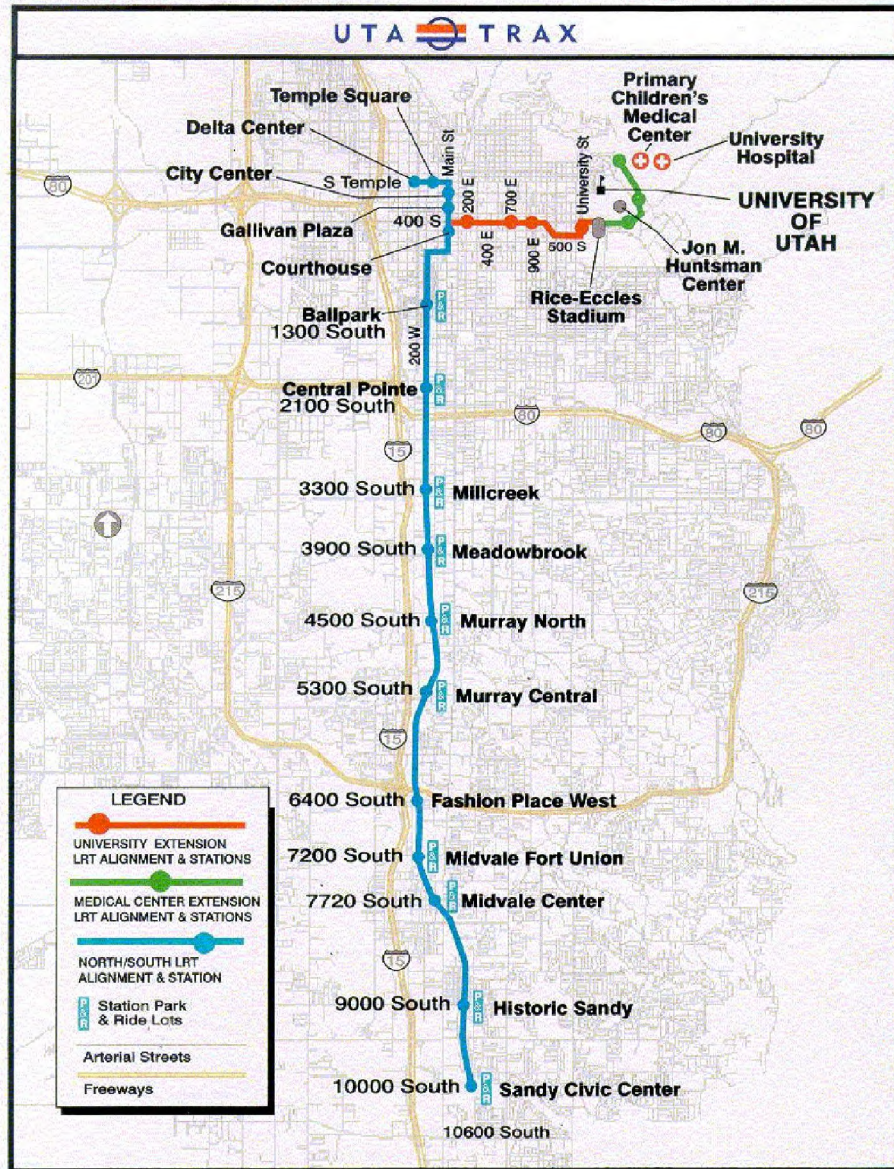 UTA TRAX
Temple Square
Delta Center
City Center
S Temple
Main St
Gallivan Plaza
400 S
Courthouse
200 E
400 E
700 E
900 E
500 S
University St
Primary
Children's
Medical
Center
University
Hospital
UNIVERSITY
OF
UTAH
Jon M.
Huntsman
Center
Rice-Eccles
Stadium
80
Ballpark
1300 South
P&R
200 W
201
Central Pointe
2100 South
P&R
80
80
80
15
3300 South
P&R
Millcreek
3900 South
P&R
Meadowbrook
215
215
4500 South
P&R
Murray North
5300 South
P&R
Murray Central
15
6400 South
Fashion Place West
7200 South
P&R
Midvale Fort Union
7720 South
P&R
Midvale Center
15
9000 South
P&R
Historic Sandy
10000 South
P&R
Sandy Civic Center
10600 South
LEGEND
UNIVERSITY EXTENSION
LRT ALIGNMENT & STATIONS
MEDICAL CENTER EXTENSION
LRT ALIGNMENT & STATIONS
NORTH/SOUTH LRT
ALIGNMENT & STATION
P&R
Station Park
& Ride Lots
Arterial Streets
Freeways